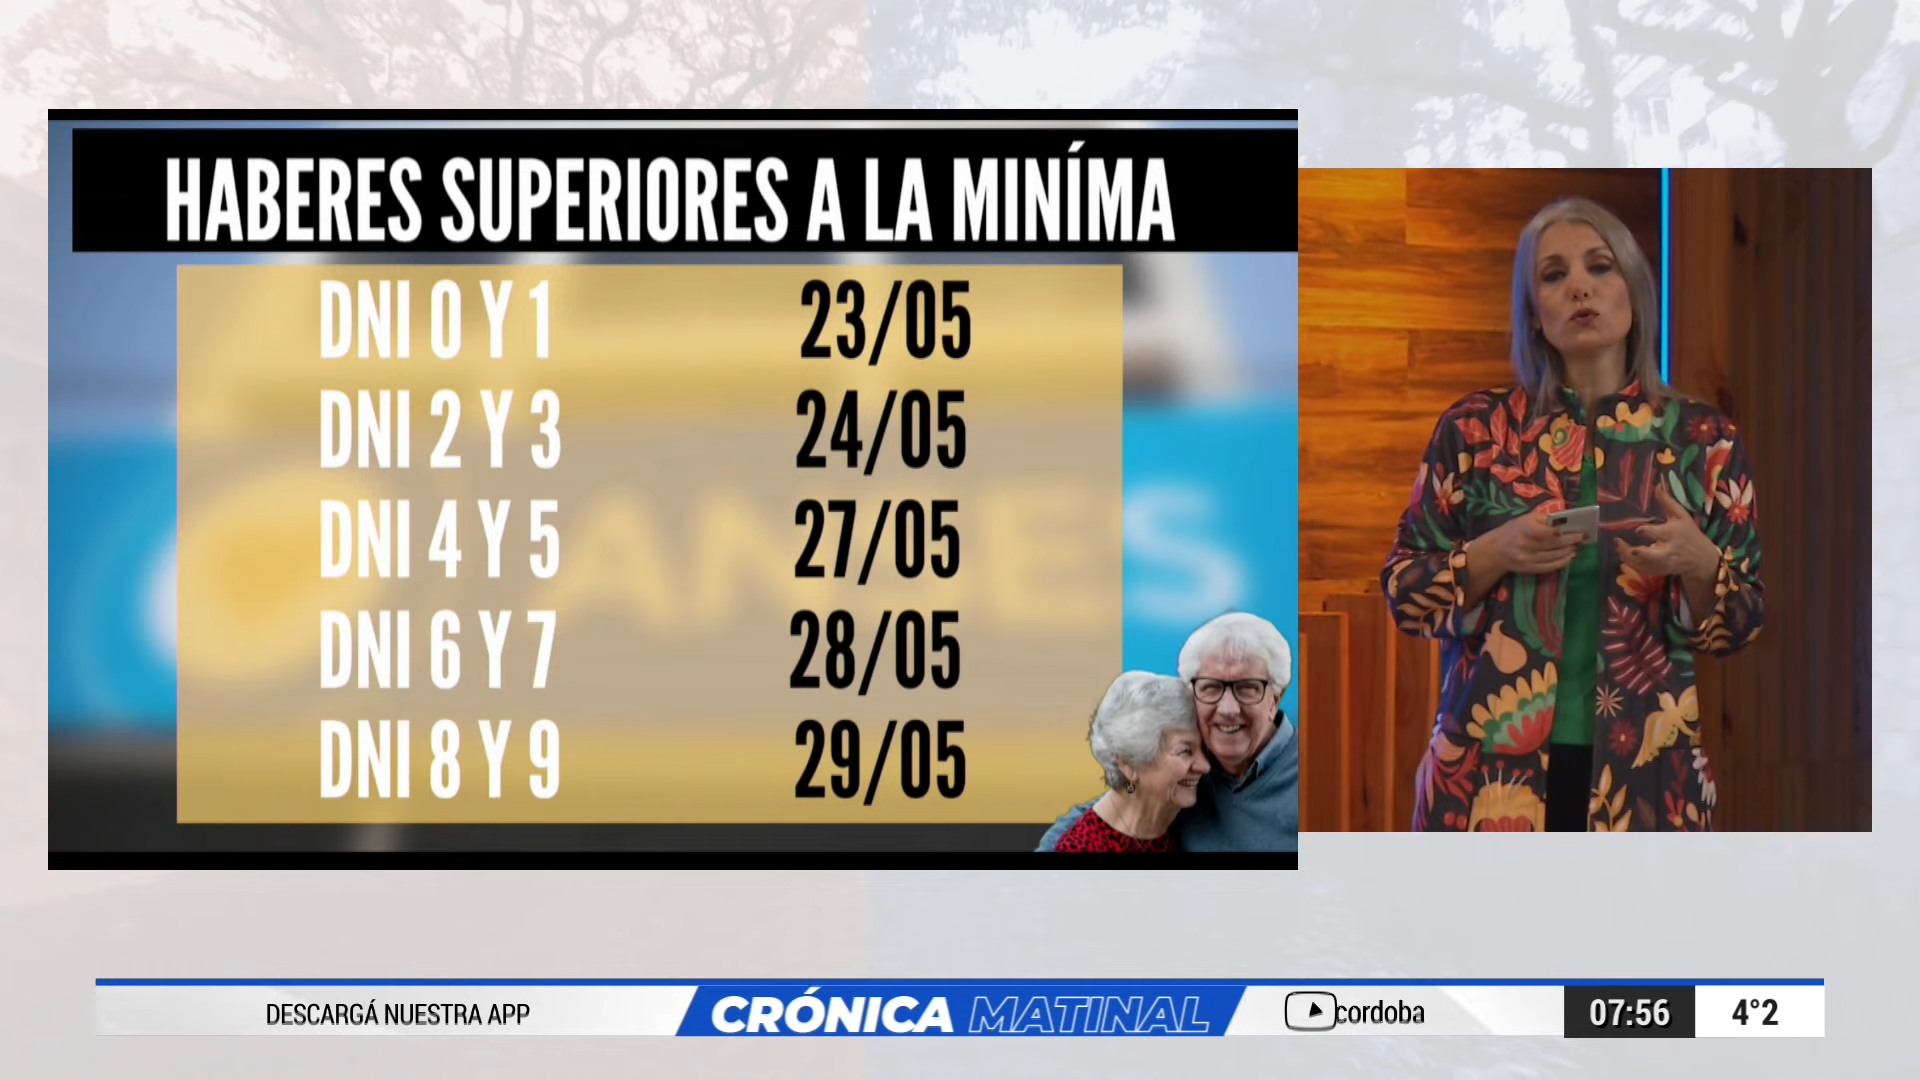 HABERES SUPERIORES A LA MINÍMA
DNI 0 Y 1 23/05
DNI 2 Y 3 24/05
DNI 4 Y 5 27/05
DNI 6 Y 7 28/05
DNI 8 Y 9 29/05
ANSES
DESCARGÁ NUESTRA APP
CRÓNICA MATINAL
cordoba
07:56
4°2